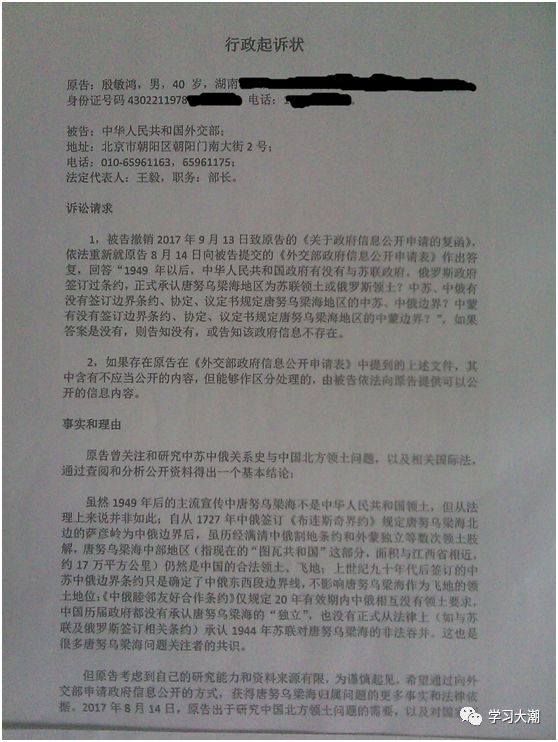 行政起诉状
原告：殷敏鸿，男，40 岁，湖南
身份证号码 4302211978 电话：1
被告：中华人民共和国外交部；
地址：北京市朝阳区朝阳门南大街 2 号；
电话：010-65961163，65961175；
法定代表人：王毅，职务：部长。
诉讼请求
1，被告撤销 2017 年 9 月 13 日致原告的《关于政府信息公开申请的复函》，
依法重新就原告 8 月 14 日向被告提交的《外交部政府信息公开申请表》作出答
复，回答“1949 年以后，中华人民共和国政府有没有与苏联政府，俄罗斯政府
签订过条约，正式承认唐努乌梁海地区为苏联领土或俄罗斯领土？中苏、中俄有
没有签订边界条约、协定、议定书规定唐努乌梁海地区的中苏、中俄边界？中蒙
有没有签订边界条约、协定、议定书规定唐努乌梁海地区的中蒙边界？”，如果
答案是没有，则告知没有，或告知该政府信息不存在。
2，如果存在原告在《外交部政府信息公开申请表》中提到的上述文件，其
中含有不应当公开的内容，但能够作区分处理的，由被告依法向原告提供可以公
开的信息内容。
事实和理由
原告曾关注和研究中苏中俄关系史与中国北方领土问题，以及相关国际法，
通过查阅和分析公开资料得出一个基本结论：
虽然 1949 年后的主流宣传中唐努乌梁海不是中华人民共和国领土，但从法
理上来说并非如此；自从 1727 年中俄签订《布连斯奇界约》规定唐努乌梁海北
边的萨彦岭为中俄边界后，虽历经满清中俄割地条约和外蒙独立等数次领土肢
解，唐努乌梁海中部地区（指现在的“图瓦共和国”这部分，面积与江西省相近，
约 17 万平方公里）仍然是中国的合法领土、飞地；上世纪九十年代后签订的中
苏中俄边界条约只是确定了中俄东西段边界线，不影响唐努乌梁海作为飞地的领
土地位；《中俄睦邻友好合作条约》仅规定 20 年有效期内中俄相互没有领土要求，
中国历届政府都没有承认唐努乌梁海的“独立”，也没有正式从法律上（如与苏
联及俄罗斯签订相关条约）承认 1944 年苏联对唐努乌梁海的非法吞并。这也是
很多唐努乌梁海问题关注者的共识。
但原告考虑到自己的研究能力和资料来源有限，为谨慎起见，希望通过向外
交部申请政府信息公开的方式，获得唐努乌梁海归属问题的更多事实和法律依
据。2017 年 8 月 14 日，原告出于研究中国北方领土问题的需要，以及对国家
学习大潮